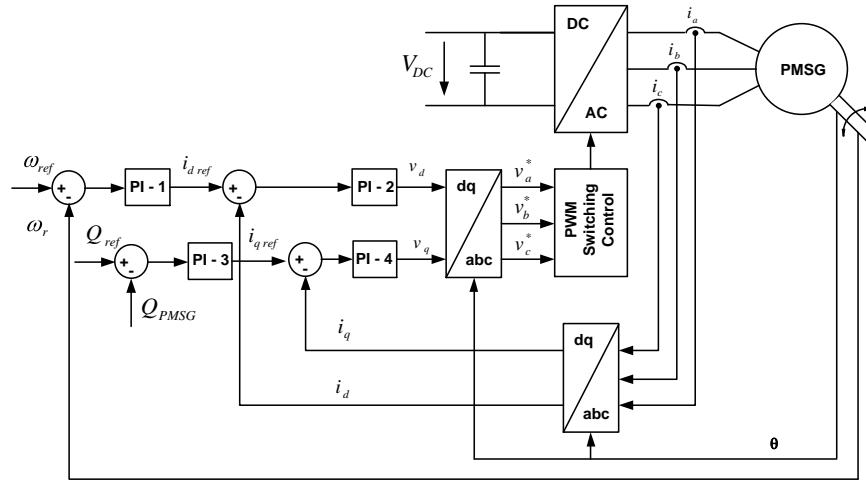 i_a
DC
V_DC
i_b
PMSG
i_c
AC
ω_ref
i_d ref
v_d
v_a^*
+
-
PI - 1
+
-
PI - 2
dq
v_b^*
PWM
Switching
Control
ω_r
Q_ref
i_q ref
v_q
v_c^*
+
-
PI - 3
+
-
PI - 4
abc
Q_PMSG
i_q
dq
i_d
abc
θ